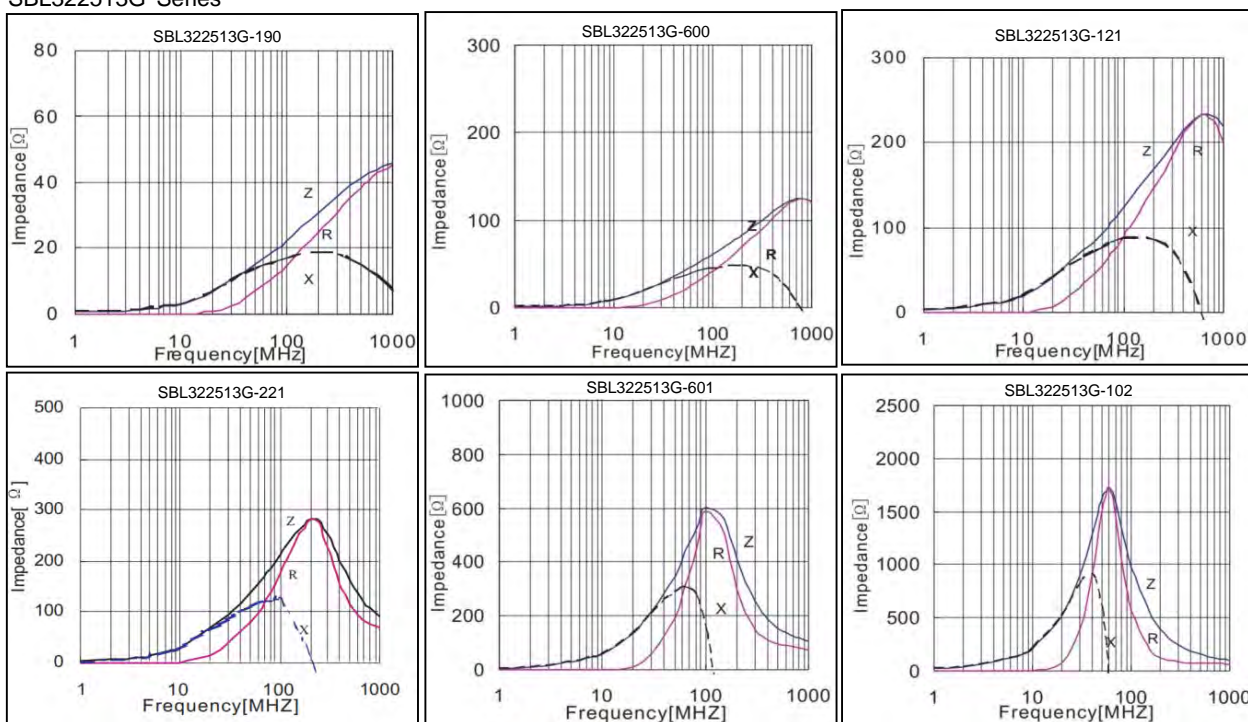 SBL322513G Series
SBL322513G-190
80
60
40
20
0
Impedance[Ω]
Z
R
X
1 10 100 1000
Frequency[MHZ]
SBL322513G-600
300
200
100
0
Impedance[Ω]
Z
R
X
1 10 100 1000
Frequency[MHZ]
SBL322513G-121
300
200
100
0
Impedance[Ω]
Z
R
X
1 10 100 1000
Frequency[MHZ]
SBL322513G-221
500
400
300
200
100
0
Impedance[Ω]
Z
R
X
1 10 100 1000
Frequency[MHZ]
SBL322513G-601
1000
800
600
400
200
0
Impedance[Ω]
Z
R
X
1 10 100 1000
Frequency[MHZ]
SBL322513G-102
2500
2000
1700
1000
500
0
Impedance[Ω]
Z
X
R
1 10 100 1000
Frequency[MHZ]